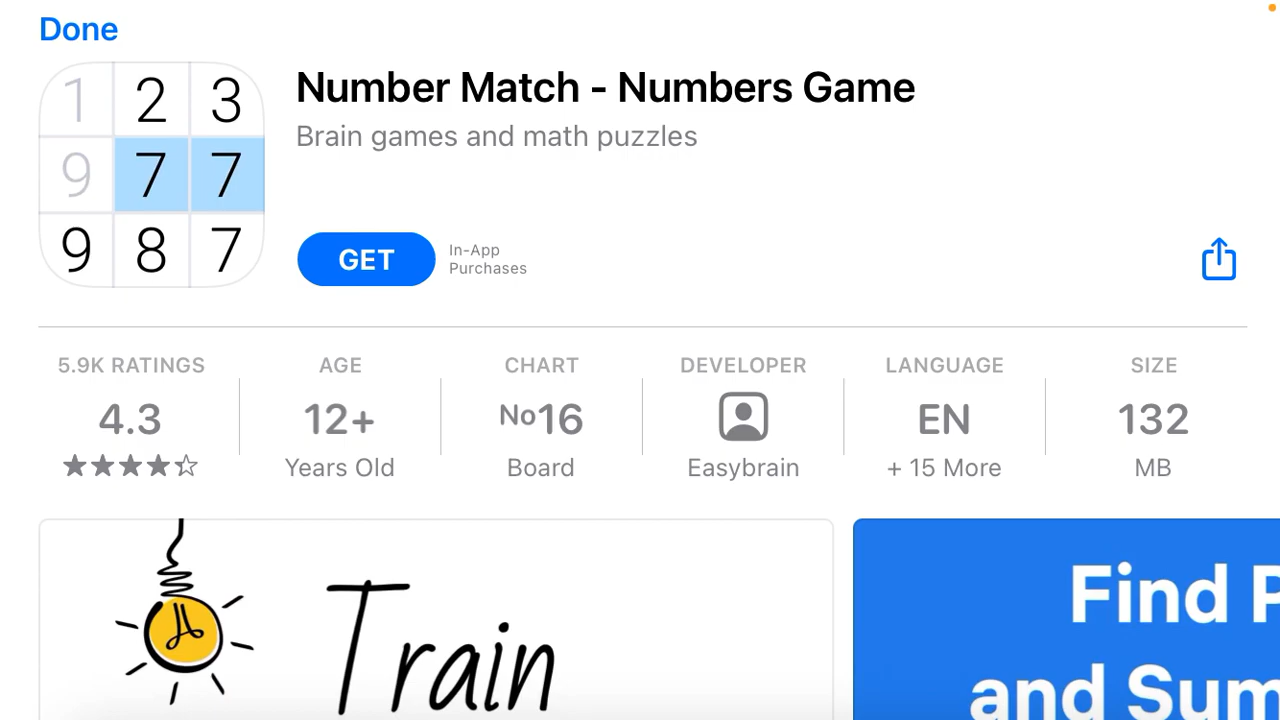 Done
1 2 3
9 7 7
9 8 7
Number Match - Numbers Game
Brain games and math puzzles
GET
In-App
Purchases
5.9K RATINGS
4.3
AGE
12+
Years Old
CHART
No16
Board
DEVELOPER
Easybrain
LANGUAGE
EN
+ 15 More
SIZE
132
MB
Train
Find P
and Sum